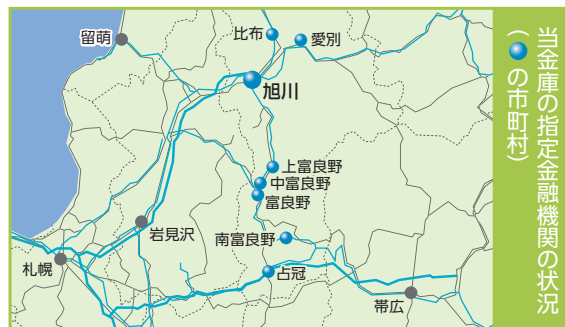 当金庫の指定金融機関の状況
（●の市町村）
留萌
比布
愛別
旭川
上富良野
中富良野
富良野
岩見沢
南富良野
札幌
占冠
帯広